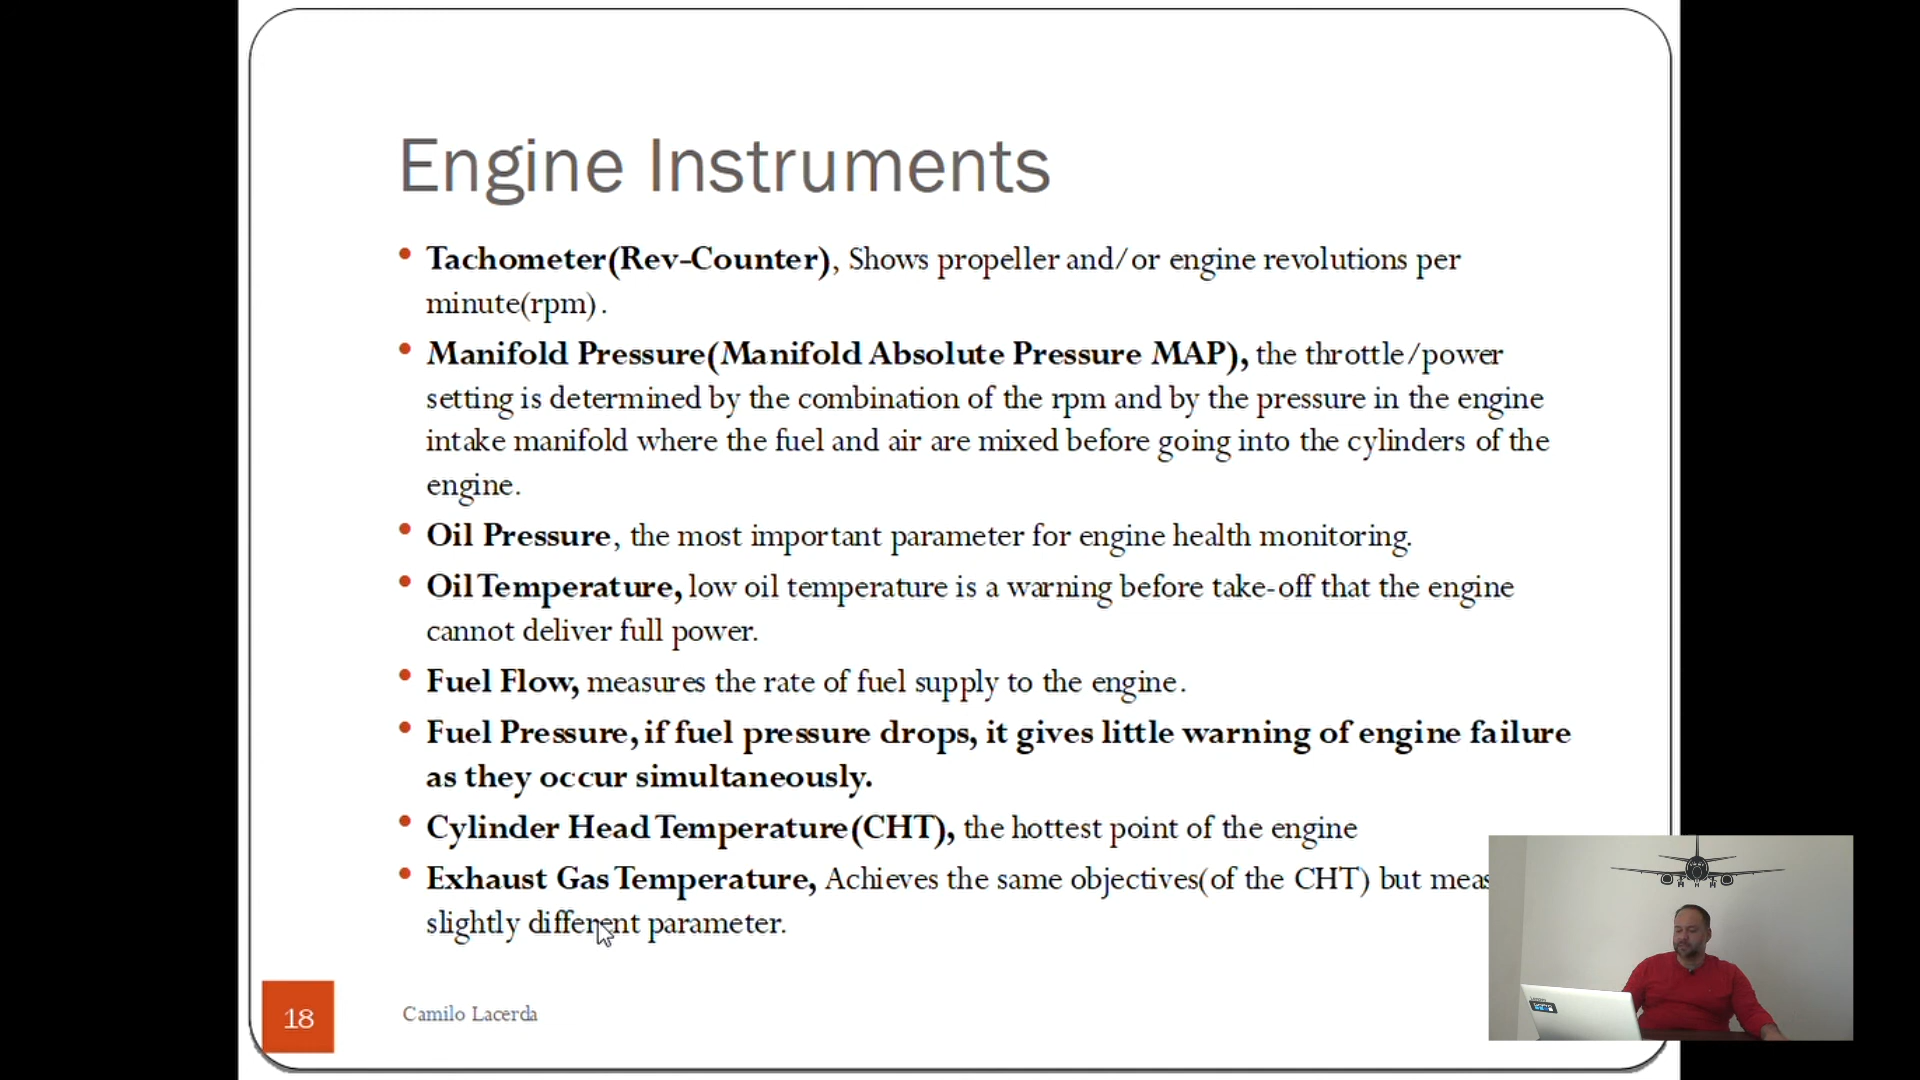 Engine Instruments
• Tachometer(Rev-Counter), Shows propeller and/or engine revolutions per
minute(rpm).
• Manifold Pressure(Manifold Absolute Pressure MAP), the throttle/power
setting is determined by the combination of the rpm and by the pressure in the engine
intake manifold where the fuel and air are mixed before going into the cylinders of the
engine.
• Oil Pressure, the most important parameter for engine health monitoring.
• Oil Temperature, low oil temperature is a warning before take-off that the engine
cannot deliver full power.
• Fuel Flow, measures the rate of fuel supply to the engine.
• Fuel Pressure, if fuel pressure drops, it gives little warning of engine failure
as they occur simultaneously.
• Cylinder Head Temperature(CHT), the hottest point of the engine
• Exhaust Gas Temperature, Achieves the same objectives(of the CHT) but
slightly different parameter.
18
Camilo Lacerda